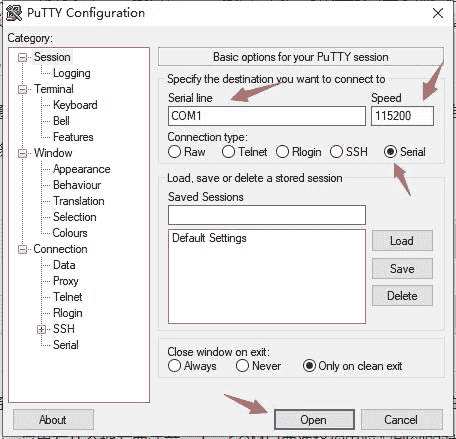 PuTTY Configuration
Category:
Session
Logging
Terminal
Keyboard
Bell
Features
Window
Appearance
Behaviour
Translation
Selection
Colours
Connection
Data
Proxy
Telnet
Rlogin
SSH
Serial
Basic options for your PuTTY session
Specify the destination you want to connect to
Serial line Speed
COM1 115200
Connection type:
Raw Telnet Rlogin SSH Serial
Load, save or delete a stored session
Saved Sessions
Default Settings
Load
Save
Delete
Close window on exit:
Always Never Only on clean exit
About Open Cancel